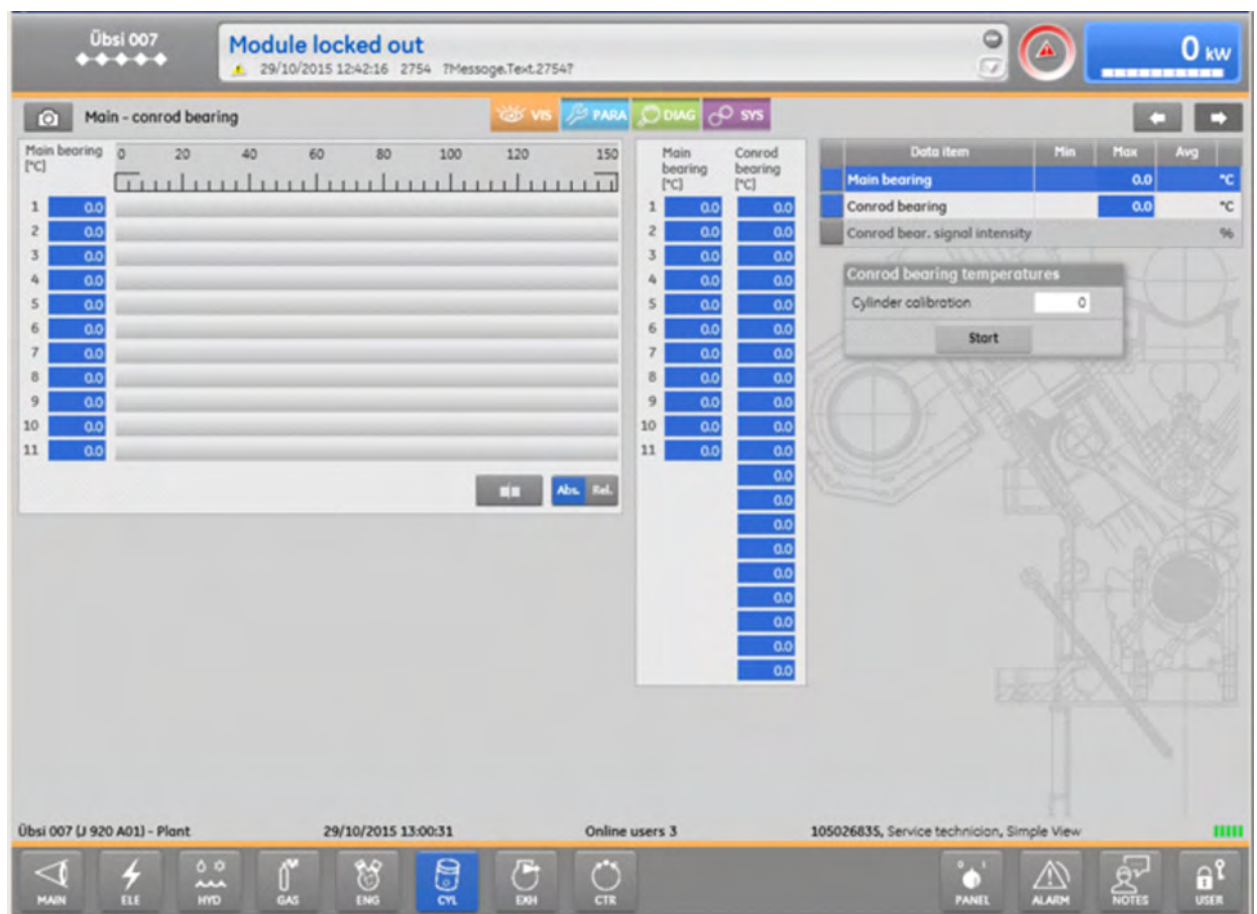 Übsi 007
Module locked out
29/10/2015 12:42:16 2754 ?Message.Text.2754?
0 kW
Main - conrod bearing
VIS PARA DIAG SYS
Main bearing [°C]
0 20 40 60 80 100 120 150
1 0.0
2 0.0
3 0.0
4 0.0
5 0.0
6 0.0
7 0.0
8 0.0
9 0.0
10 0.0
11 0.0
Abs. Rel.
Main bearing [°C] Conrod bearing [°C]
1 0.0 0.0
2 0.0 0.0
3 0.0 0.0
4 0.0 0.0
5 0.0 0.0
6 0.0 0.0
7 0.0 0.0
8 0.0 0.0
9 0.0 0.0
10 0.0 0.0
11 0.0 0.0
0.0
0.0
0.0
0.0
0.0
0.0
0.0
0.0
0.0
Data item Min Max Avg
Main bearing 0.0 °C
Conrod bearing 0.0 °C
Conrod bear. signal intensity %
Conrod bearing temperatures
Cylinder calibration 0
Start
Übsi 007 (J 920 A01) - Plant 29/10/2015 13:00:31 Online users 3 105026835, Service technician, Simple View
MAIN ELE HYD GAS ENG CYL EXH CTR PANEL ALARM NOTES USER